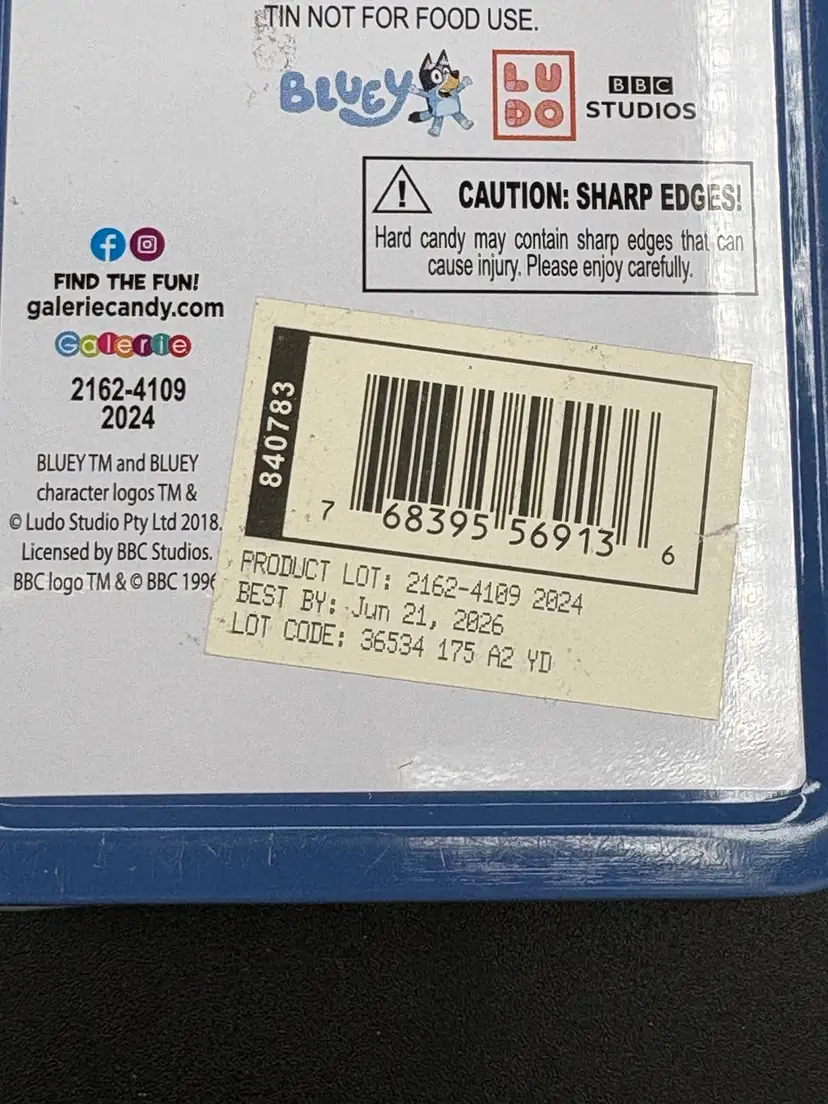 TIN NOT FOR FOOD USE.
BLUEY
LUDO
BBC
STUDIOS
! CAUTION: SHARP EDGES!
Hard candy may contain sharp edges that can
cause injury. Please enjoy carefully.
FIND THE FUN!
galeriecandy.com
Galerie
2162-4109
2024
BLUEY TM and BLUEY
character logos TM &
© Ludo Studio Pty Ltd 2018.
Licensed by BBC Studios.
BBC logo TM & © BBC 1996
840783
7 68395 56913 6
PRODUCT LOT: 2162-4109 2024
BEST BY: Jun 21, 2026
LOT CODE: 36534 175 A2 YD